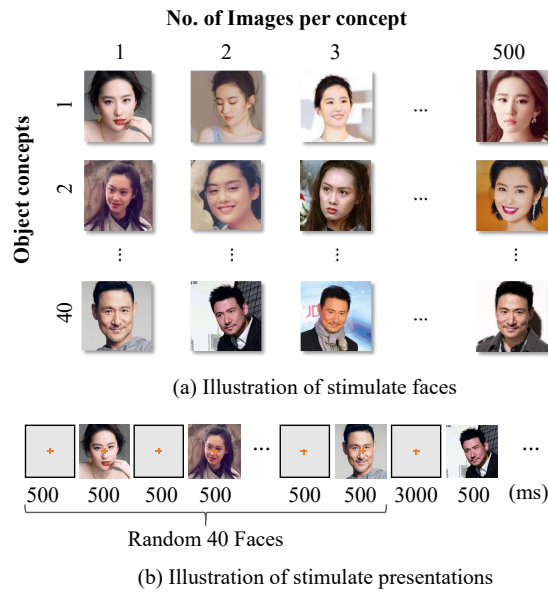 No. of Images per concept
1 2 3 500
Object concepts
1 ...
2 ...
⋮ ⋮ ⋮ ⋮
40 ...
(a) Illustration of stimulate faces
... ...
500 500 500 500 500 500 3000 500 (ms)
Random 40 Faces
(b) Illustration of stimulate presentations